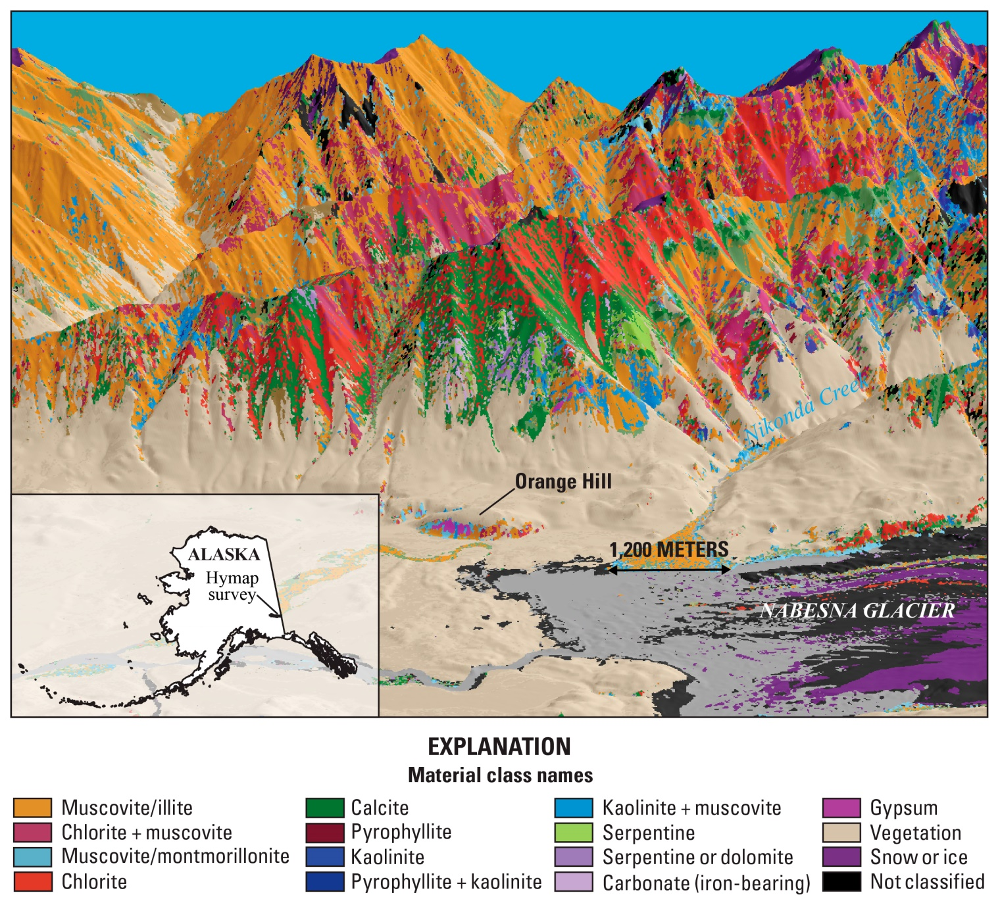 Nikonda Creek
Orange Hill
1,200 METERS
NABESNA GLACIER
ALASKA
Hymap
survey
EXPLANATION
Material class names
Muscovite/illite
Chlorite + muscovite
Muscovite/montmorillonite
Chlorite
Calcite
Pyrophyllite
Kaolinite
Pyrophyllite + kaolinite
Kaolinite + muscovite
Serpentine
Serpentine or dolomite
Carbonate (iron-bearing)
Gypsum
Vegetation
Snow or ice
Not classified